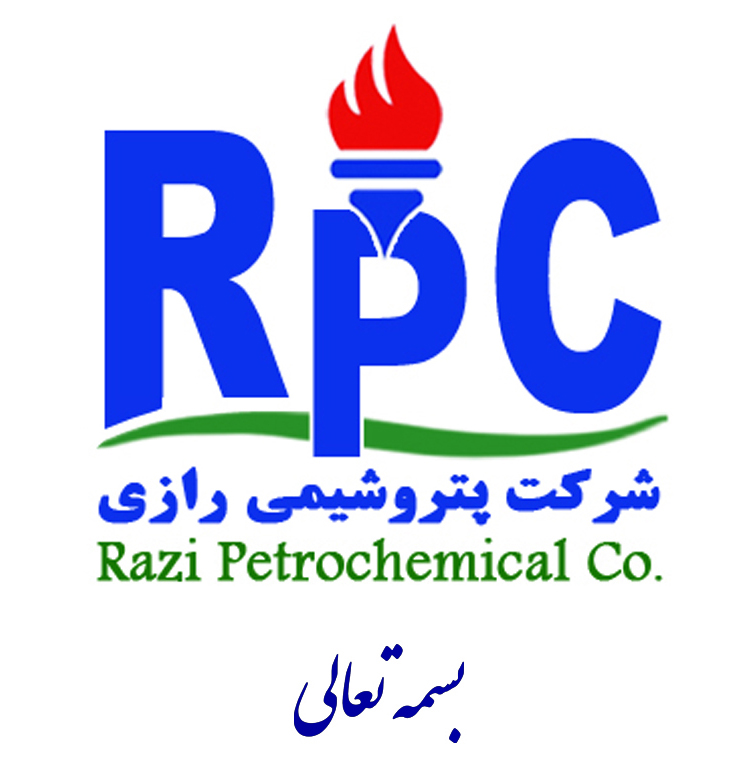 RPC
شرکت پتروشیمی رازی
Razi Petrochemical Co.
بسمه تعالی